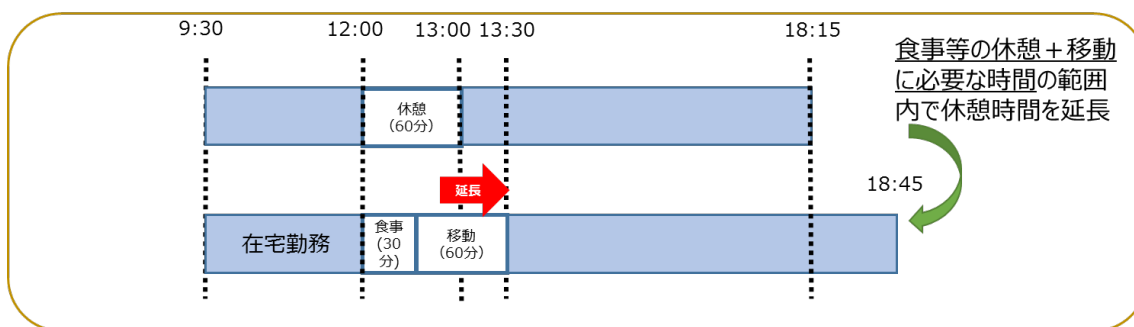 9:30 12:00 13:00 13:30 18:15
食事等の休憩＋移動
に必要な時間の範囲
内で休憩時間を延長
休憩
（60分）
延長
18:45
在宅勤務
食事
(30
分)
移動
（60分）